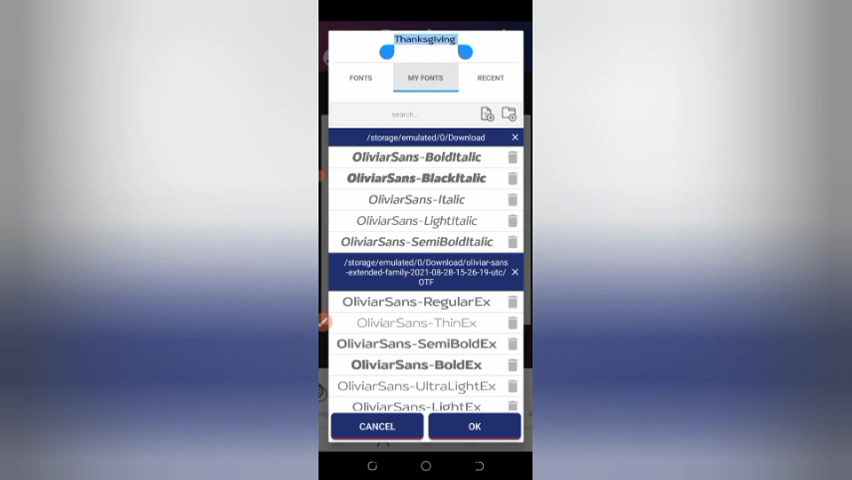 Thanksgiving
FONTS
MY FONTS
RECENT
search...
/storage/emulated/0/Download
OliviarSans-BoldItalic
OliviarSans-BlackItalic
OliviarSans-Italic
OliviarSans-LightItalic
OliviarSans-SemiBoldItalic
/storage/emulated/0/Download/oliviar-sans
-extended-family-2021-08-28-15-26-19-utc/
OTF
OliviarSans-RegularEx
OliviarSans-ThinEx
OliviarSans-SemiBoldEx
OliviarSans-BoldEx
OliviarSans-UltraLightEx
OliviarSans-LightEx
CANCEL
OK